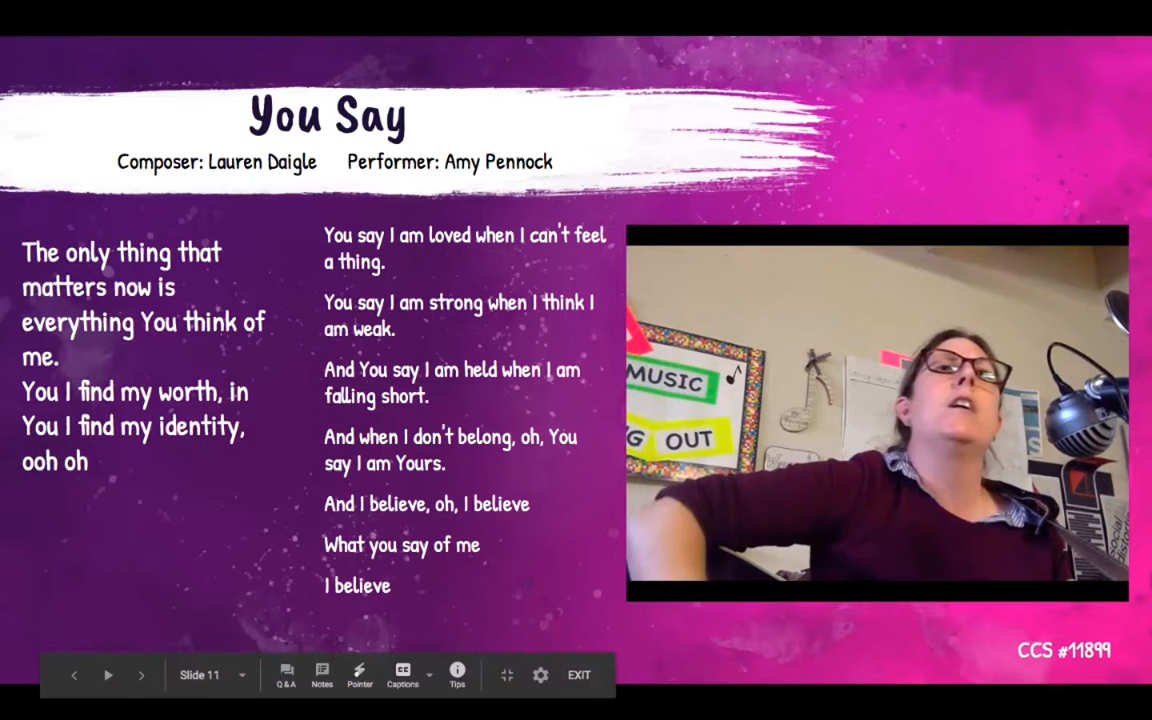 You Say
Composer: Lauren Daigle Performer: Amy Pennock
The only thing that
matters now is
everything You think of
me.
You I find my worth, in
You I find my identity,
ooh oh
You say I am loved when I can't feel
a thing.
You say I am strong when I think I
am weak.
And You say I am held when I am
falling short.
And when I don't belong, oh, You
say I am Yours.
And I believe, oh, I believe
What you say of me
I believe
MUSIC
G OUT
CCS #11899
Slide 11
Q & A
Notes
Pointer
CC
Captions
Tips
EXIT